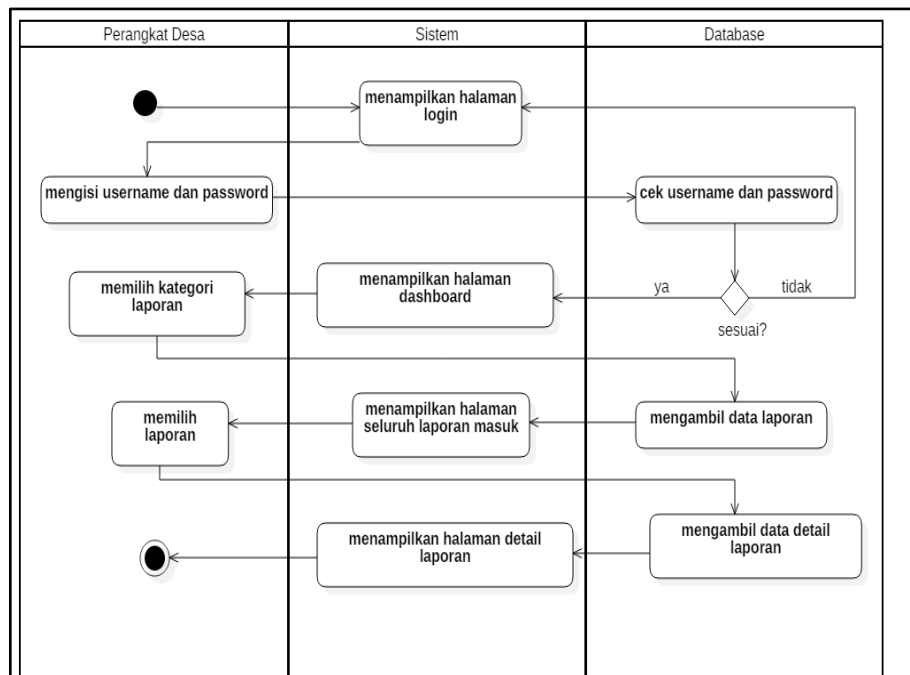 Perangkat Desa
Sistem
Database
menampilkan halaman
login
mengisi username dan password
cek username dan password
memilih kategori
laporan
menampilkan halaman
dashboard
ya
tidak
sesuai?
memilih
laporan
menampilkan halaman
seluruh laporan masuk
mengambil data laporan
menampilkan halaman detail
laporan
mengambil data detail
laporan